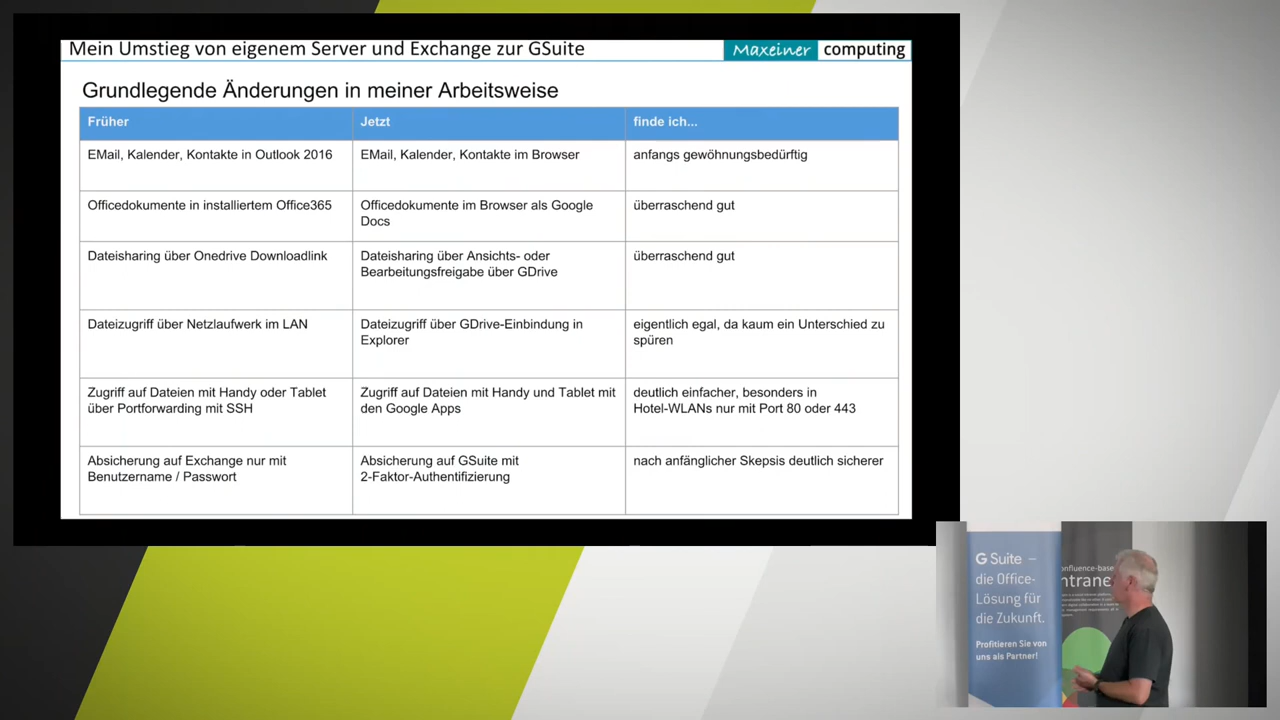 Mein Umstieg von eigenem Server und Exchange zur GSuite
Maxeiner computing
Grundlegende Änderungen in meiner Arbeitsweise
Früher Jetzt finde ich...
EMail, Kalender, Kontakte in Outlook 2016
EMail, Kalender, Kontakte im Browser
anfangs gewöhnungsbedürftig
Officedokumente in installiertem Office365
Officedokumente im Browser als Google
Docs
überraschend gut
Dateisharing über Onedrive Downloadlink
Dateisharing über Ansichts- oder
Bearbeitungsfreigabe über GDrive
überraschend gut
Dateizugriff über Netzlaufwerk im LAN
Dateizugriff über GDrive-Einbindung in
Explorer
eigentlich egal, da kaum ein Unterschied zu
spüren
Zugriff auf Dateien mit Handy oder Tablet
über Portforwarding mit SSH
Zugriff auf Dateien mit Handy und Tablet mit
den Google Apps
deutlich einfacher, besonders in
Hotel-WLANs nur mit Port 80 oder 443
Absicherung auf Exchange nur mit
Benutzername / Passwort
Absicherung auf GSuite mit
2-Faktor-Authentifizierung
nach anfänglicher Skepsis deutlich sicherer
G Suite –
die Office-
Lösung für
die Zukunft.
Profitieren Sie von
uns als Partner!
onfluence-base
ntrane